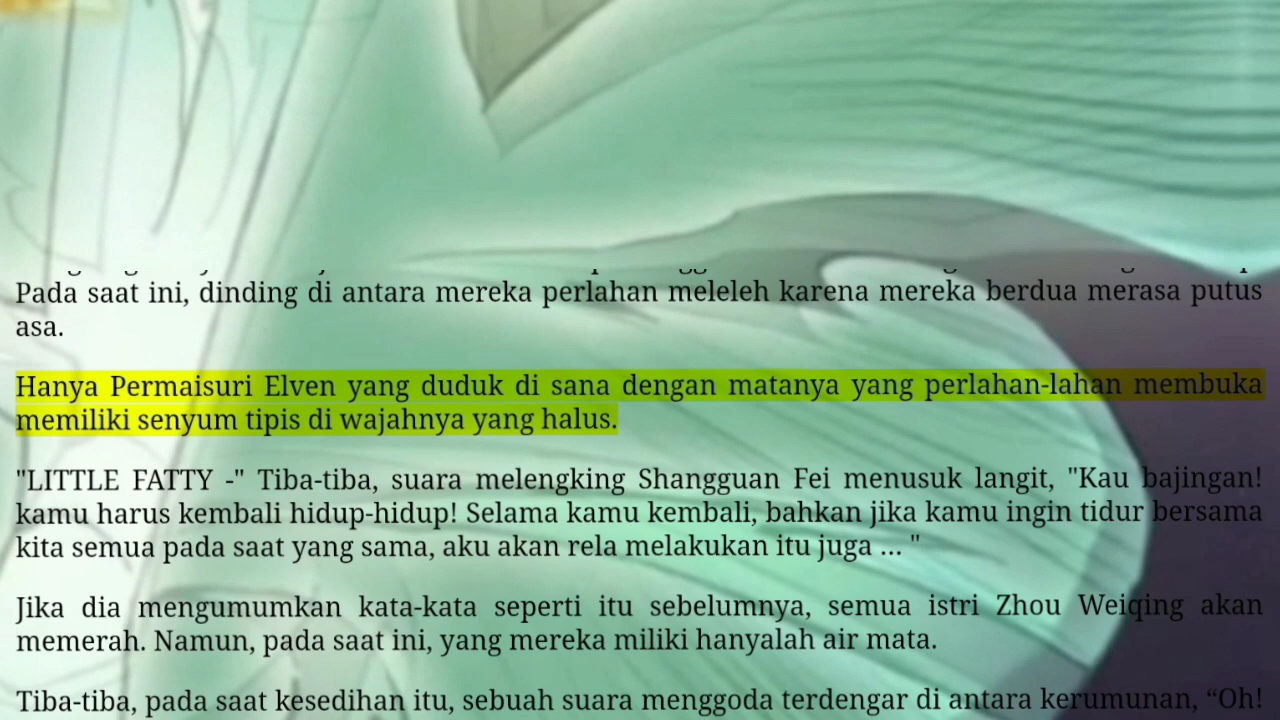 Pada saat ini, dinding di antara mereka perlahan meleleh karena mereka berdua merasa putus
asa.
Hanya Permaisuri Elven yang duduk di sana dengan matanya yang perlahan-lahan membuka
memiliki senyum tipis di wajahnya yang halus.
"LITTLE FATTY -" Tiba-tiba, suara melengking Shangguan Fei menusuk langit, "Kau bajingan!
kamu harus kembali hidup-hidup! Selama kamu kembali, bahkan jika kamu ingin tidur bersama
kita semua pada saat yang sama, aku akan rela melakukan itu juga ... "
Jika dia mengumumkan kata-kata seperti itu sebelumnya, semua istri Zhou Weiqing akan
memerah. Namun, pada saat ini, yang mereka miliki hanyalah air mata.
Tiba-tiba, pada saat kesedihan itu, sebuah suara menggoda terdengar di antara kerumunan, “Oh!